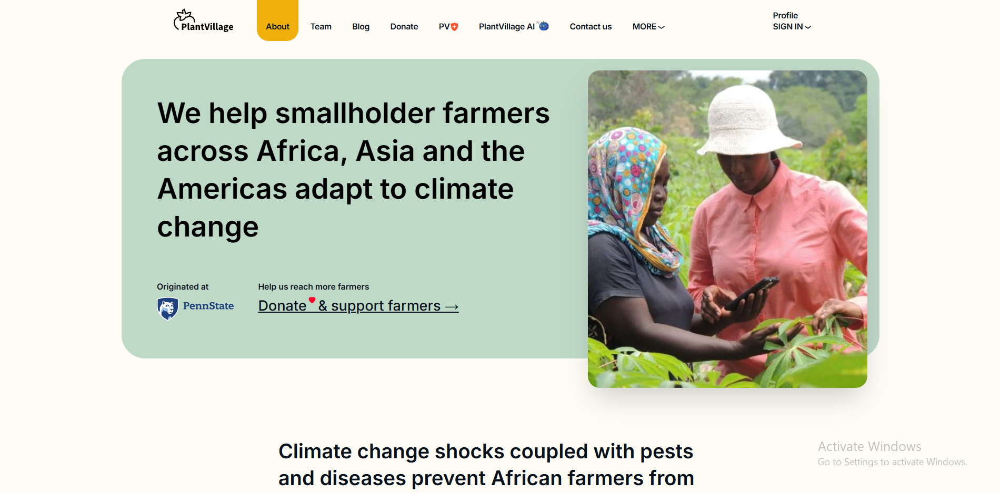 PlantVillage
About
Team
Blog
Donate
PV
PlantVillage AI
Contact us
MORE
Profile
SIGN IN
We help smallholder farmers
across Africa, Asia and the
Americas adapt to climate
change
Originated at
PennState
Help us reach more farmers
Donate & support farmers →
Climate change shocks coupled with pests
and diseases prevent African farmers from
Activate Windows
Go to Settings to activate Windows.